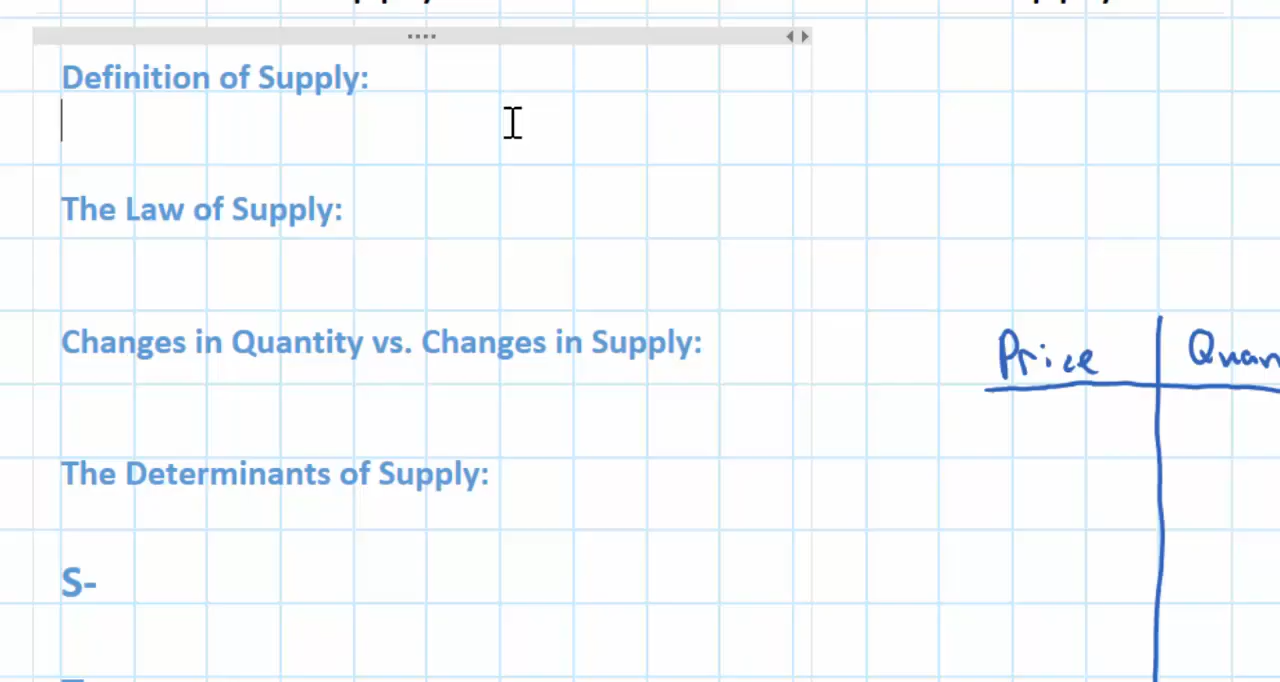 Definition of Supply:
The Law of Supply:
Changes in Quantity vs. Changes in Supply:
Price
The Determinants of Supply:
S-